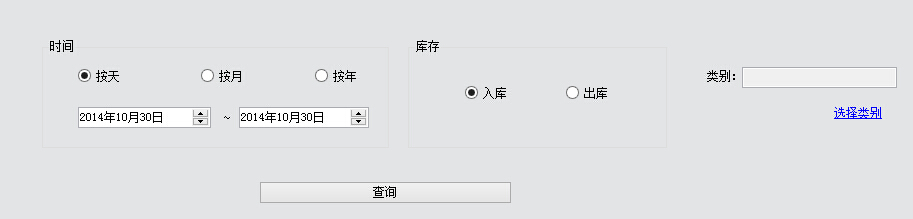 时间
按天 按月 按年
2014年10月30日 ~ 2014年10月30日
库存
入库 出库
类别：
选择类别
查询